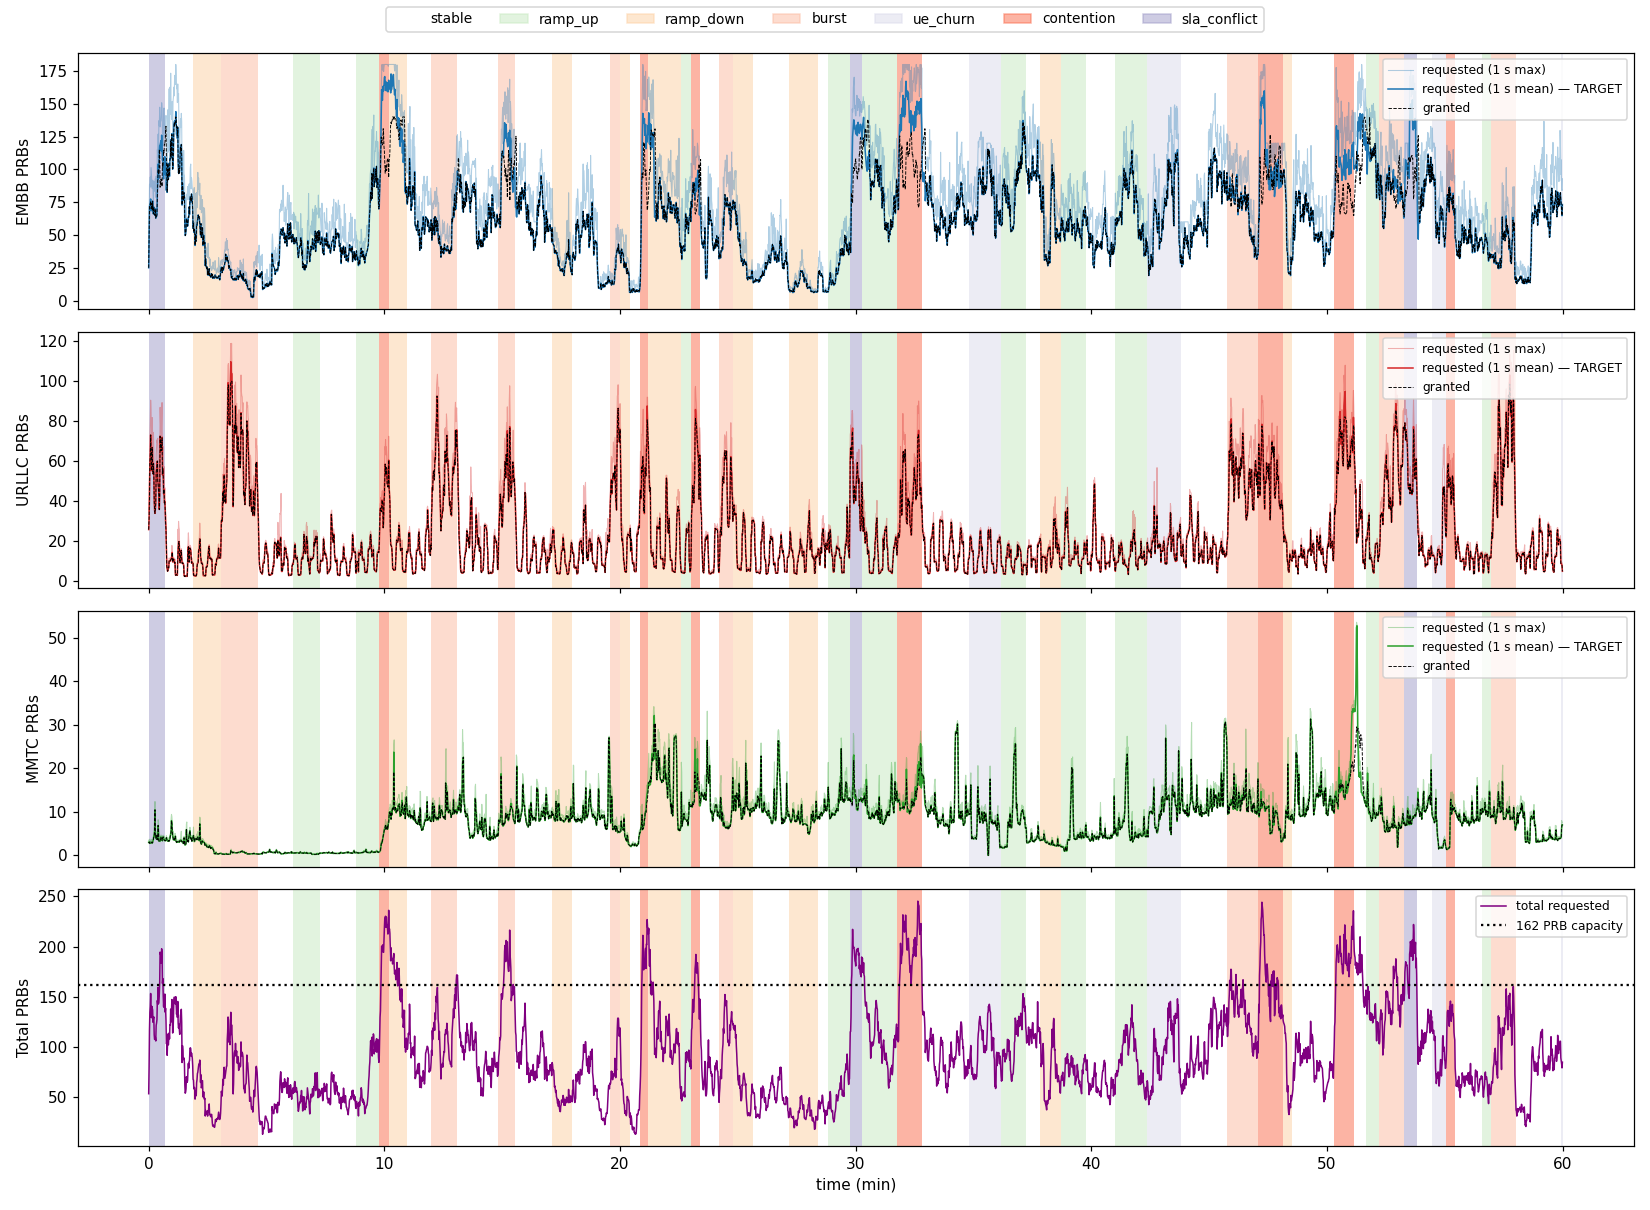 stable ramp_up ramp_down burst ue_churn contention sla_conflict
EMBB PRBs
175
150
125
100
75
50
25
0
requested (1 s max)
requested (1 s mean) — TARGET
granted
URLLC PRBs
120
100
80
60
40
20
0
requested (1 s max)
requested (1 s mean) — TARGET
granted
MMTC PRBs
50
40
30
20
10
0
requested (1 s max)
requested (1 s mean) — TARGET
granted
Total PRBs
250
200
150
100
50
total requested
162 PRB capacity
0 10 20 30 40 50 60
time (min)